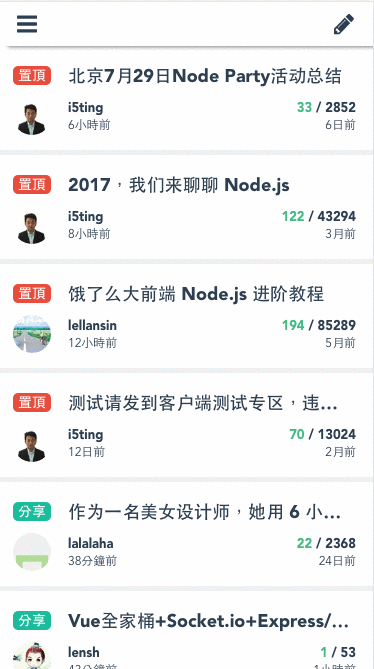 置頂 北京7月29日Node Party活动总结
i5ting 33 / 2852
6小時前 6日前
置頂 2017，我们来聊聊 Node.js
i5ting 122 / 43294
8小時前 3月前
置頂 饿了么大前端 Node.js 进阶教程
lellansin 194 / 85289
12小時前 5月前
置頂 测试请发到客户端测试专区，违...
i5ting 70 / 13024
12日前 2月前
分享 作为一名美女设计师，她用 6 小...
lalalaha 22 / 2368
38分鐘前 24日前
分享 Vue全家桶+Socket.io+Express/...
lensh 1 / 53